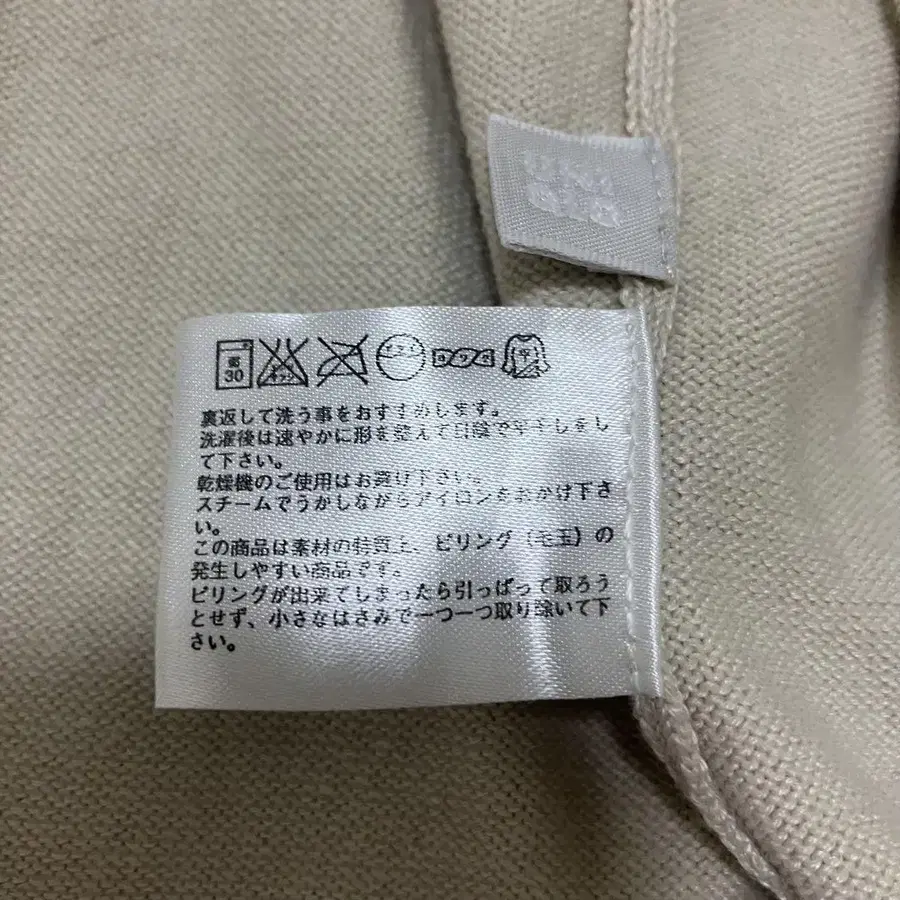 UNI
QLO
弱
30
裏返して洗う事をおすすめします。
洗濯後は速やかに形を整えて日陰で平干しをし
て下さい。
乾燥機のご使用はお避け下さい。
スチームでうかしながらアイロンをおかけ下さ
い。
この商品は素材の特質上、ピリング（毛玉）の
発生しやすい商品です。
ピリングが出来てしまったら引っぱって取ろう
とせず、小さなはさみで一つ一つ取り除いて下
さい。